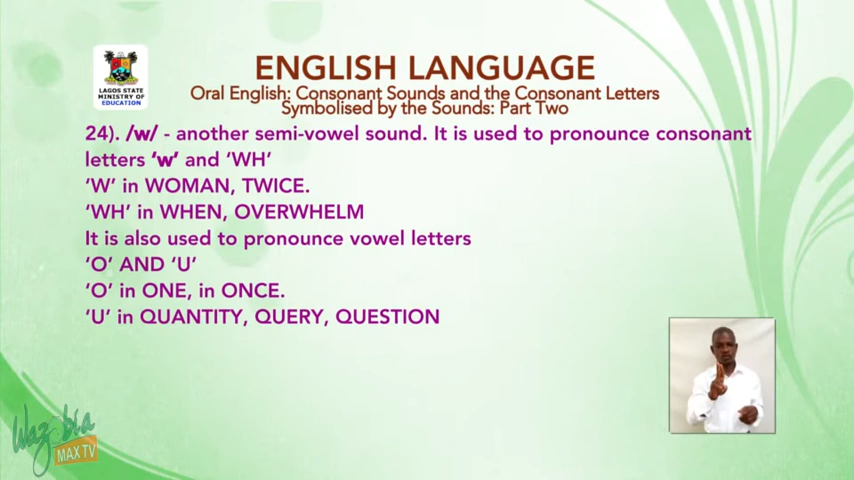 LAGOS STATE
MINISTRY OF
EDUCATION
ENGLISH LANGUAGE
Oral English: Consonant Sounds and the Consonant Letters
Symbolised by the Sounds: Part Two
24). /w/ - another semi-vowel sound. It is used to pronounce consonant
letters ‘w’ and ‘WH’
‘W’ in WOMAN, TWICE.
‘WH’ in WHEN, OVERWHELM
It is also used to pronounce vowel letters
‘O’ AND ‘U’
‘O’ in ONE, in ONCE.
‘U’ in QUANTITY, QUERY, QUESTION
Wazobia
MAX TV